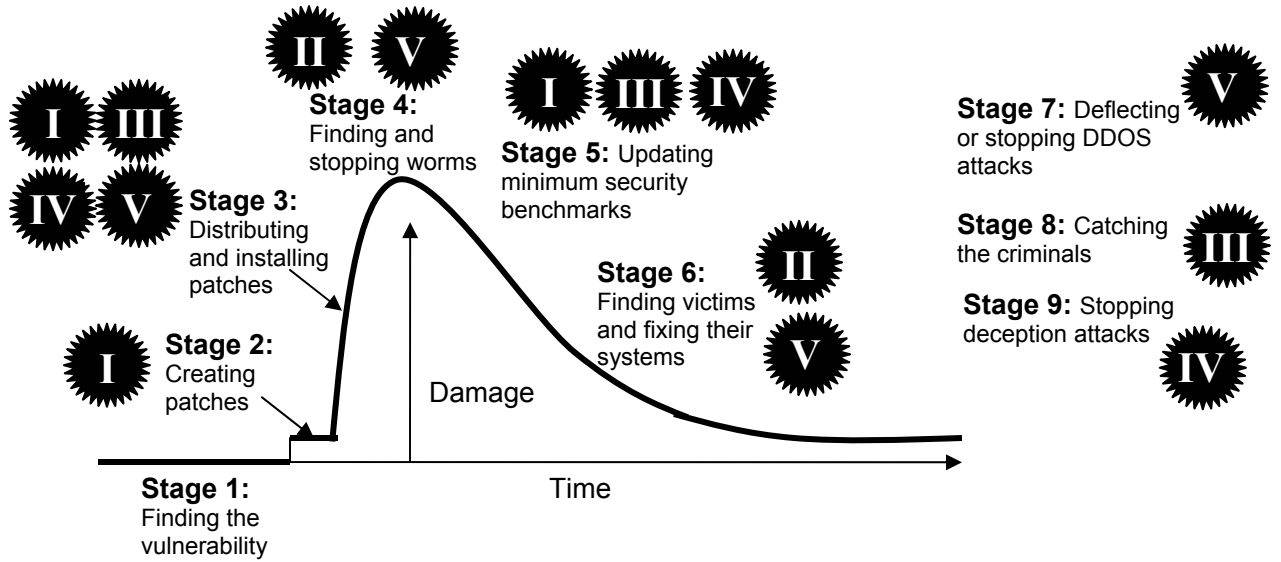 II V
Stage 4:
Finding and
stopping worms
I III IV
Stage 5: Updating
minimum security
benchmarks
V
Stage 7: Deflecting
or stopping DDOS
attacks
I III
IV V
Stage 3:
Distributing
and installing
patches
III
Stage 8: Catching
the criminals
II
V
Stage 6:
Finding victims
and fixing their
systems
Stage 9: Stopping
deception attacks
IV
I
Stage 2:
Creating
patches
Damage
Stage 1:
Finding the
vulnerability
Time